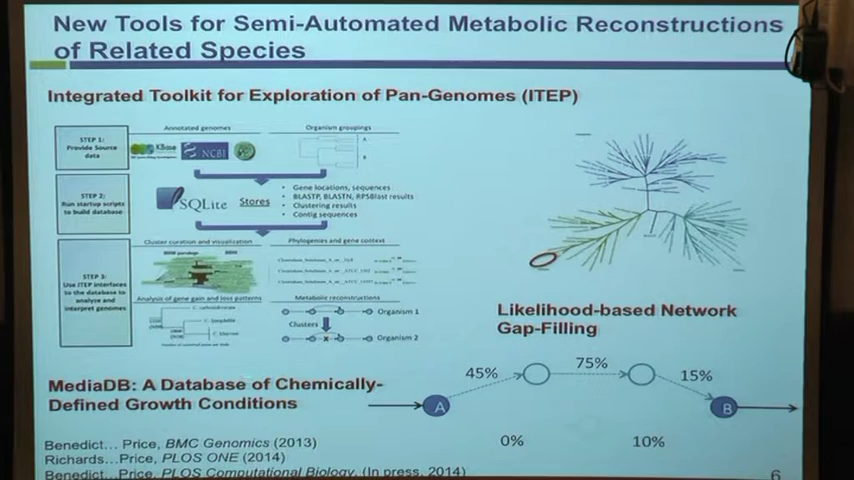 New Tools for Semi-Automated Metabolic Reconstructions
of Related Species
Integrated Toolkit for Exploration of Pan-Genomes (ITEP)
Annotated genomes
Organism groupings
STEP 1:
Provide Source
data
KBase
NCBI
A
B
STEP 2:
Run startup scripts
to build database
SQLite
Stores
• Gene locations, sequences
• BLASTP, BLASTN, RPSBlast results
• Clustering results
• Contig sequences
Cluster curation and visualization
Phylogenies and gene context
STEP 3:
Use ITEP interfaces
to the database to
analyze and
interpret genomes
Analysis of gene gain and loss patterns
Metabolic reconstructions
Organism 1
Clusters
Organism 2
Likelihood-based Network
Gap-Filling
45%
75%
15%
A
B
0%
10%
MediaDB: A Database of Chemically-
Defined Growth Conditions
Benedict... Price, BMC Genomics (2013)
Richards...Price, PLOS ONE (2014)
Benedict...Price, PLOS Computational Biology, (In press, 2014)
6